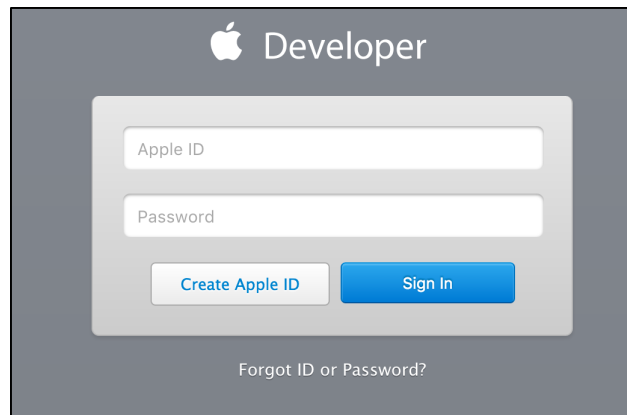 Developer
Apple ID
Password
Create Apple ID Sign In
Forgot ID or Password?